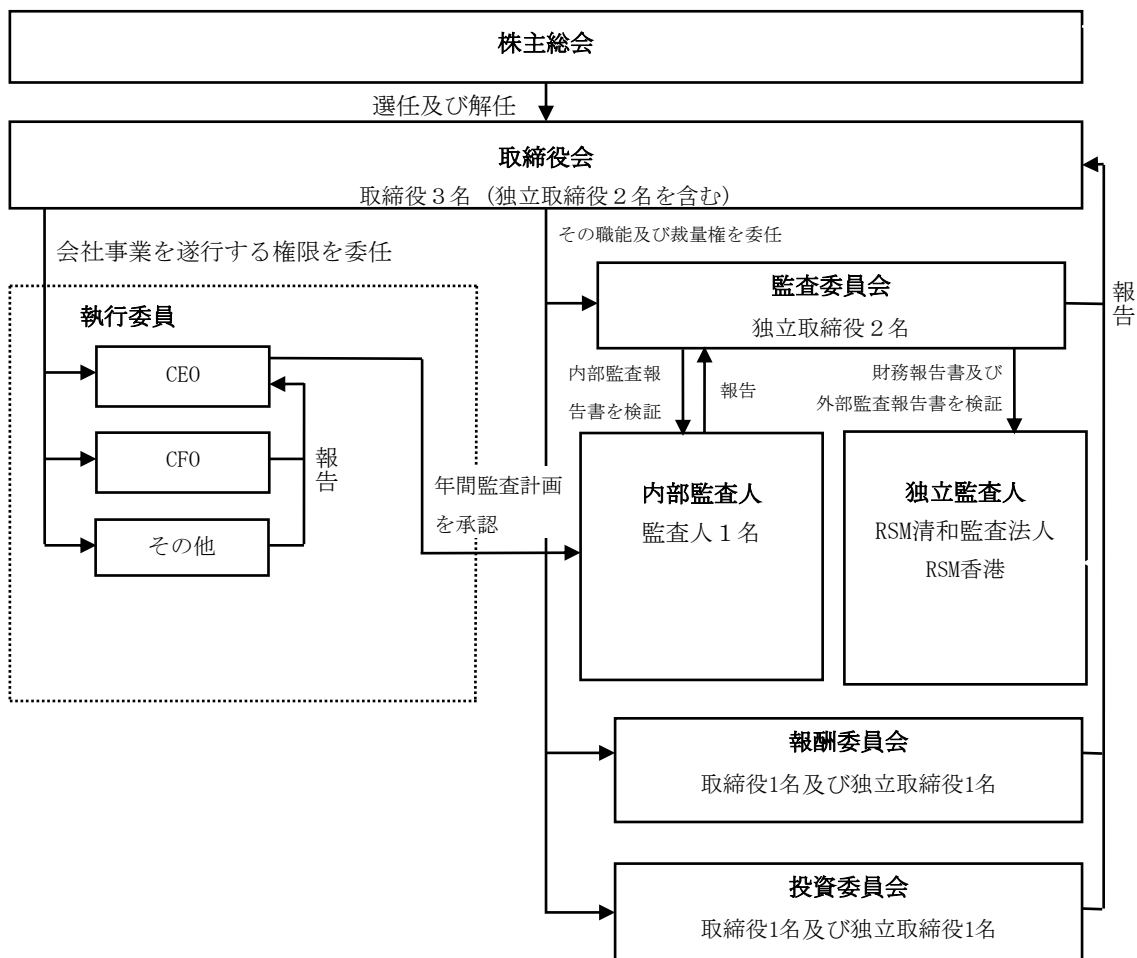 株主総会
選任及び解任
取締役会
取締役３名（独立取締役２名を含む）
会社事業を遂行する権限を委任
その職能及び裁量権を委任
執行委員
CEO
CFO
その他
報告
年間監査計画
を承認
監査委員会
独立取締役２名
内部監査報
告書を検証
報告
財務報告書及び
外部監査報告書を検証
内部監査人
監査人１名
独立監査人
RSM清和監査法人
RSM香港
報酬委員会
取締役1名及び独立取締役1名
投資委員会
取締役1名及び独立取締役1名
報告